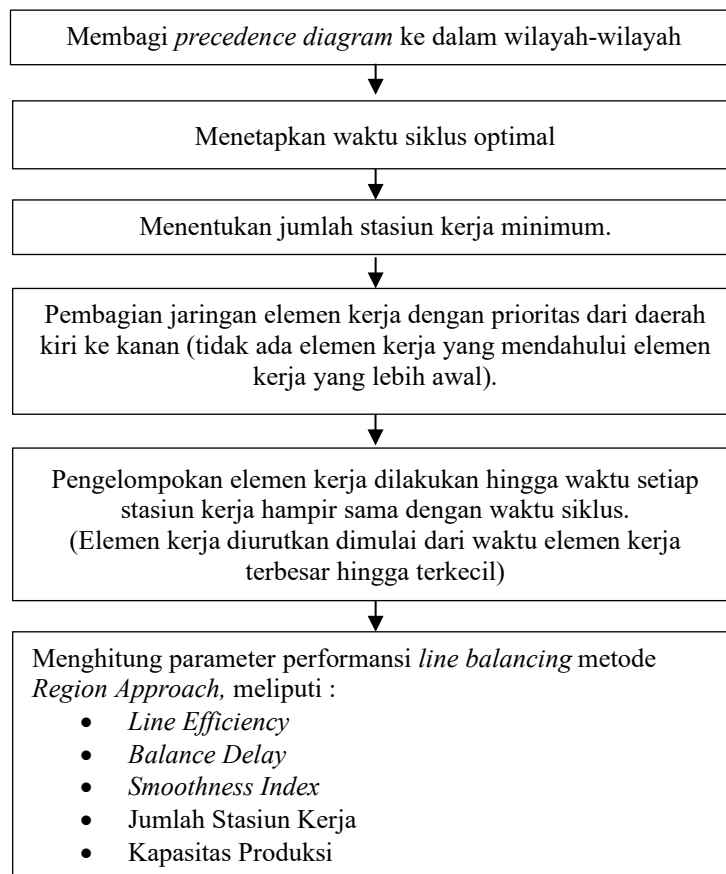 Membagi precedence diagram ke dalam wilayah-wilayah
Menetapkan waktu siklus optimal
Menentukan jumlah stasiun kerja minimum.
Pembagian jaringan elemen kerja dengan prioritas dari daerah
kiri ke kanan (tidak ada elemen kerja yang mendahului elemen
kerja yang lebih awal).
Pengelompokan elemen kerja dilakukan hingga waktu setiap
stasiun kerja hampir sama dengan waktu siklus.
(Elemen kerja diurutkan dimulai dari waktu elemen kerja
terbesar hingga terkecil)
Menghitung parameter performansi line balancing metode
Region Approach, meliputi :
• Line Efficiency
• Balance Delay
• Smoothness Index
• Jumlah Stasiun Kerja
• Kapasitas Produksi